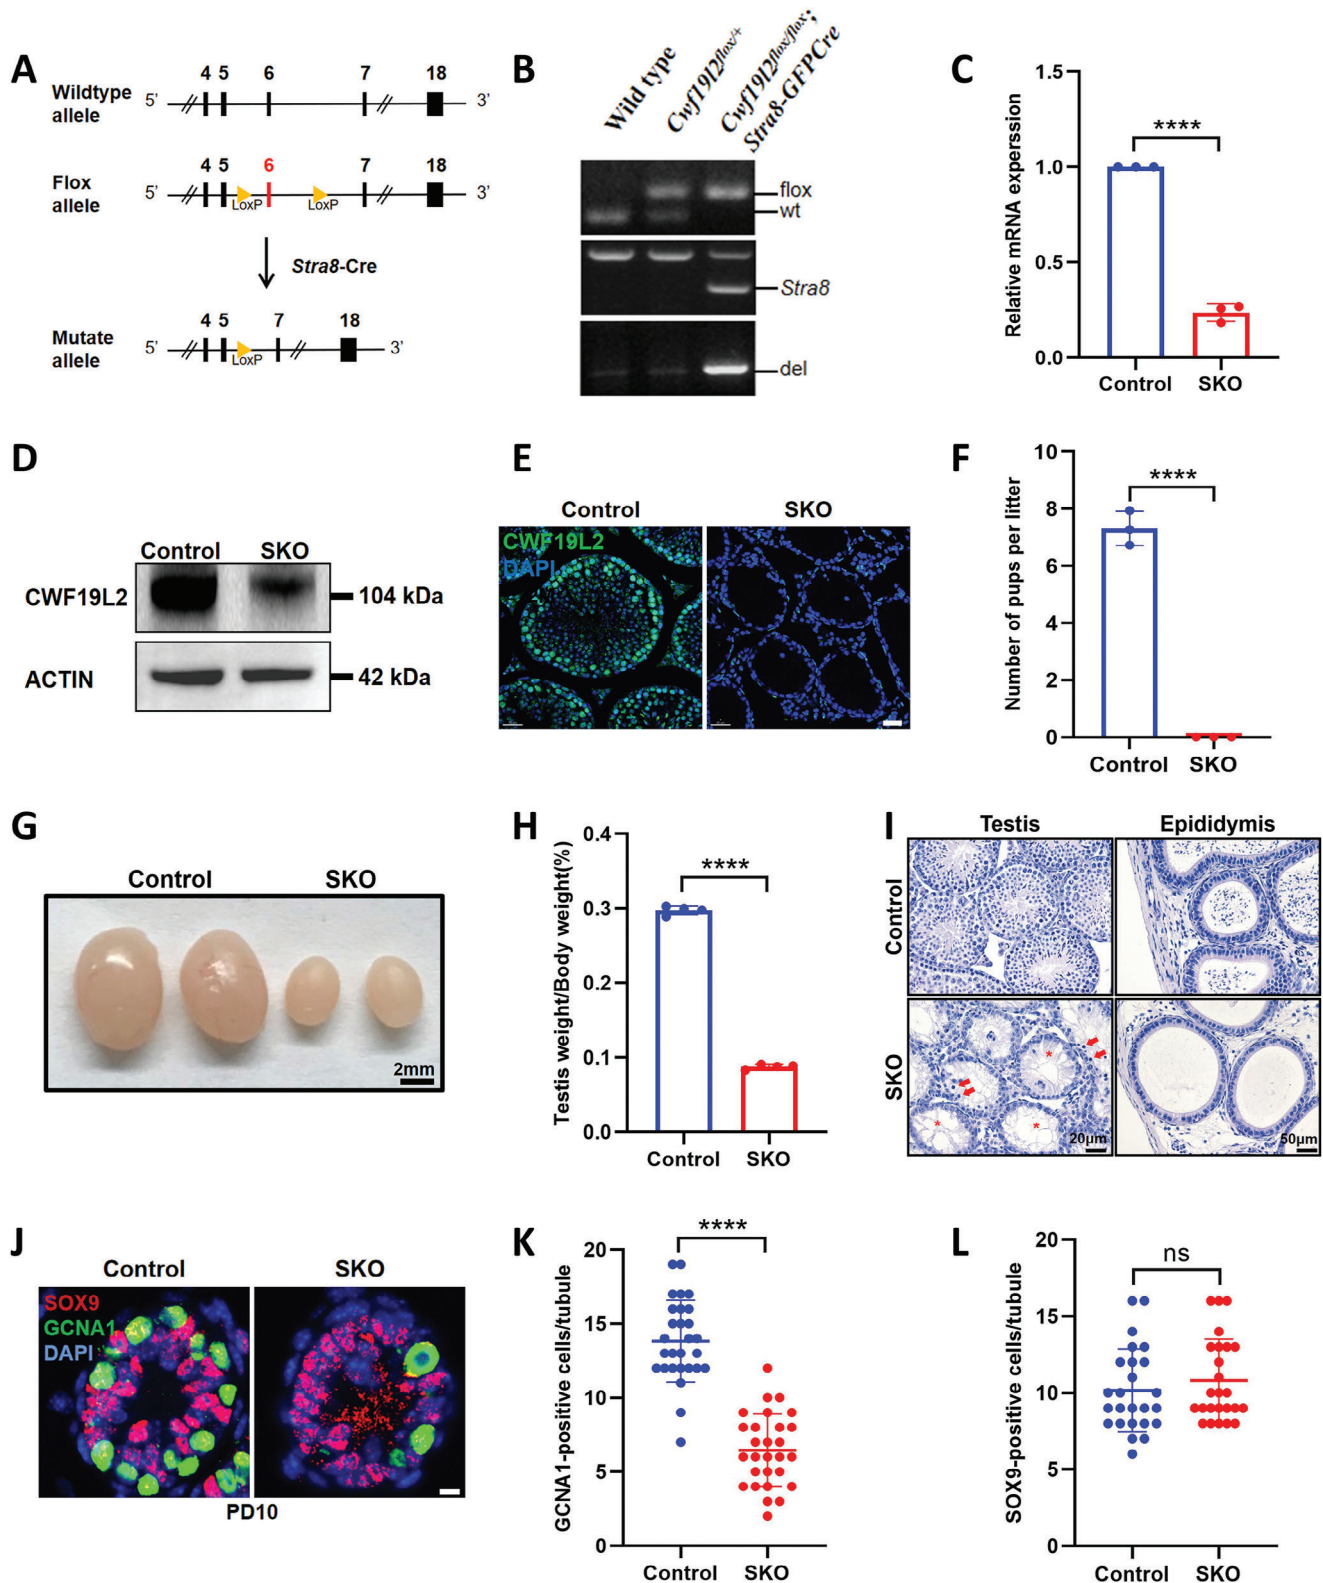 A
4 5 6 7 18
Wildtype
allele
5’
3’
4 5 6 7 18
Flox
allele
5’
3’
LoxP
LoxP
Stra8-Cre
4 5 7 18
Mutate
allele
5’
3’
LoxP
B
Wild type
Cwf19l2flox/+
Cwf19l2flox/flox;
Stra8-GFPCre
flox
wt
Stra8
del
C
Relative mRNA experssion
1.5
1.0
0.5
0.0
****
Control
SKO
D
Control
SKO
CWF19L2
104 kDa
ACTIN
42 kDa
E
Control
SKO
CWF19L2
DAPI
F
Number of pups per litter
10
8
6
4
2
0
****
Control
SKO
G
Control
SKO
2mm
H
Testis weight/Body weight(%)
0.4
0.3
0.2
0.1
0.0
****
Control
SKO
I
Testis
Epididymis
Control
SKO
*
*
*
20μm
50μm
J
Control
SKO
SOX9
GCNA1
DAPI
PD10
K
GCNA1-positive cells/tubule
20
15
10
5
0
****
Control
SKO
L
SOX9-positive cells/tubule
20
15
10
5
0
ns
Control
SKO